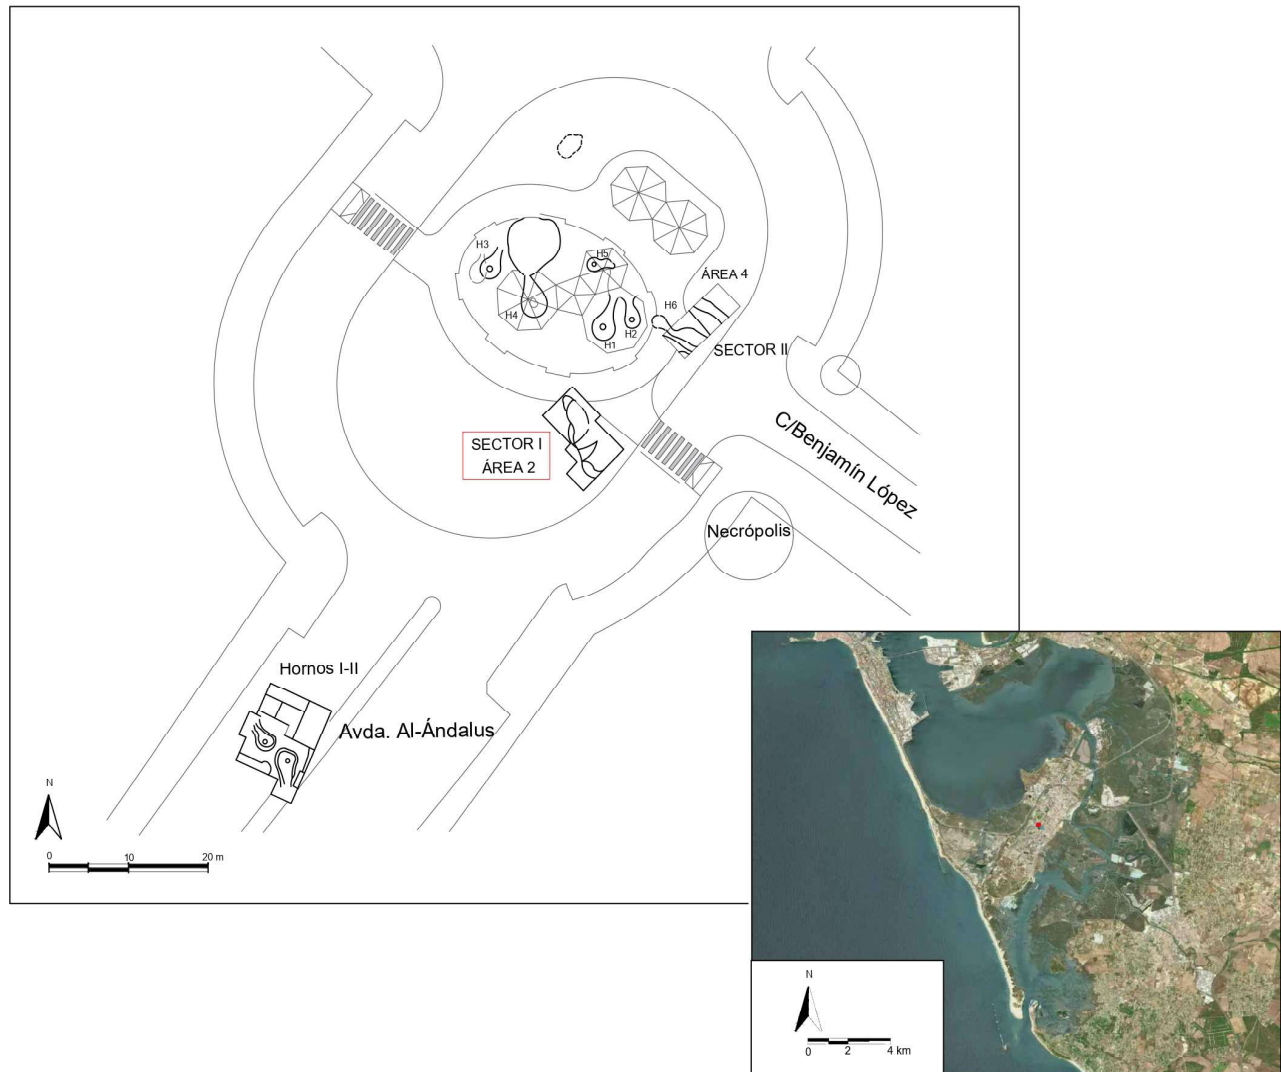 H3
H5
ÁREA 4
H4
H6
H1
H2
SECTOR II
SECTOR I
ÁREA 2
C/Benjamín López
Necrópolis
Hornos I-II
Avda. Al-Ándalus
N
0 10 20 m
N
0 2 4 km